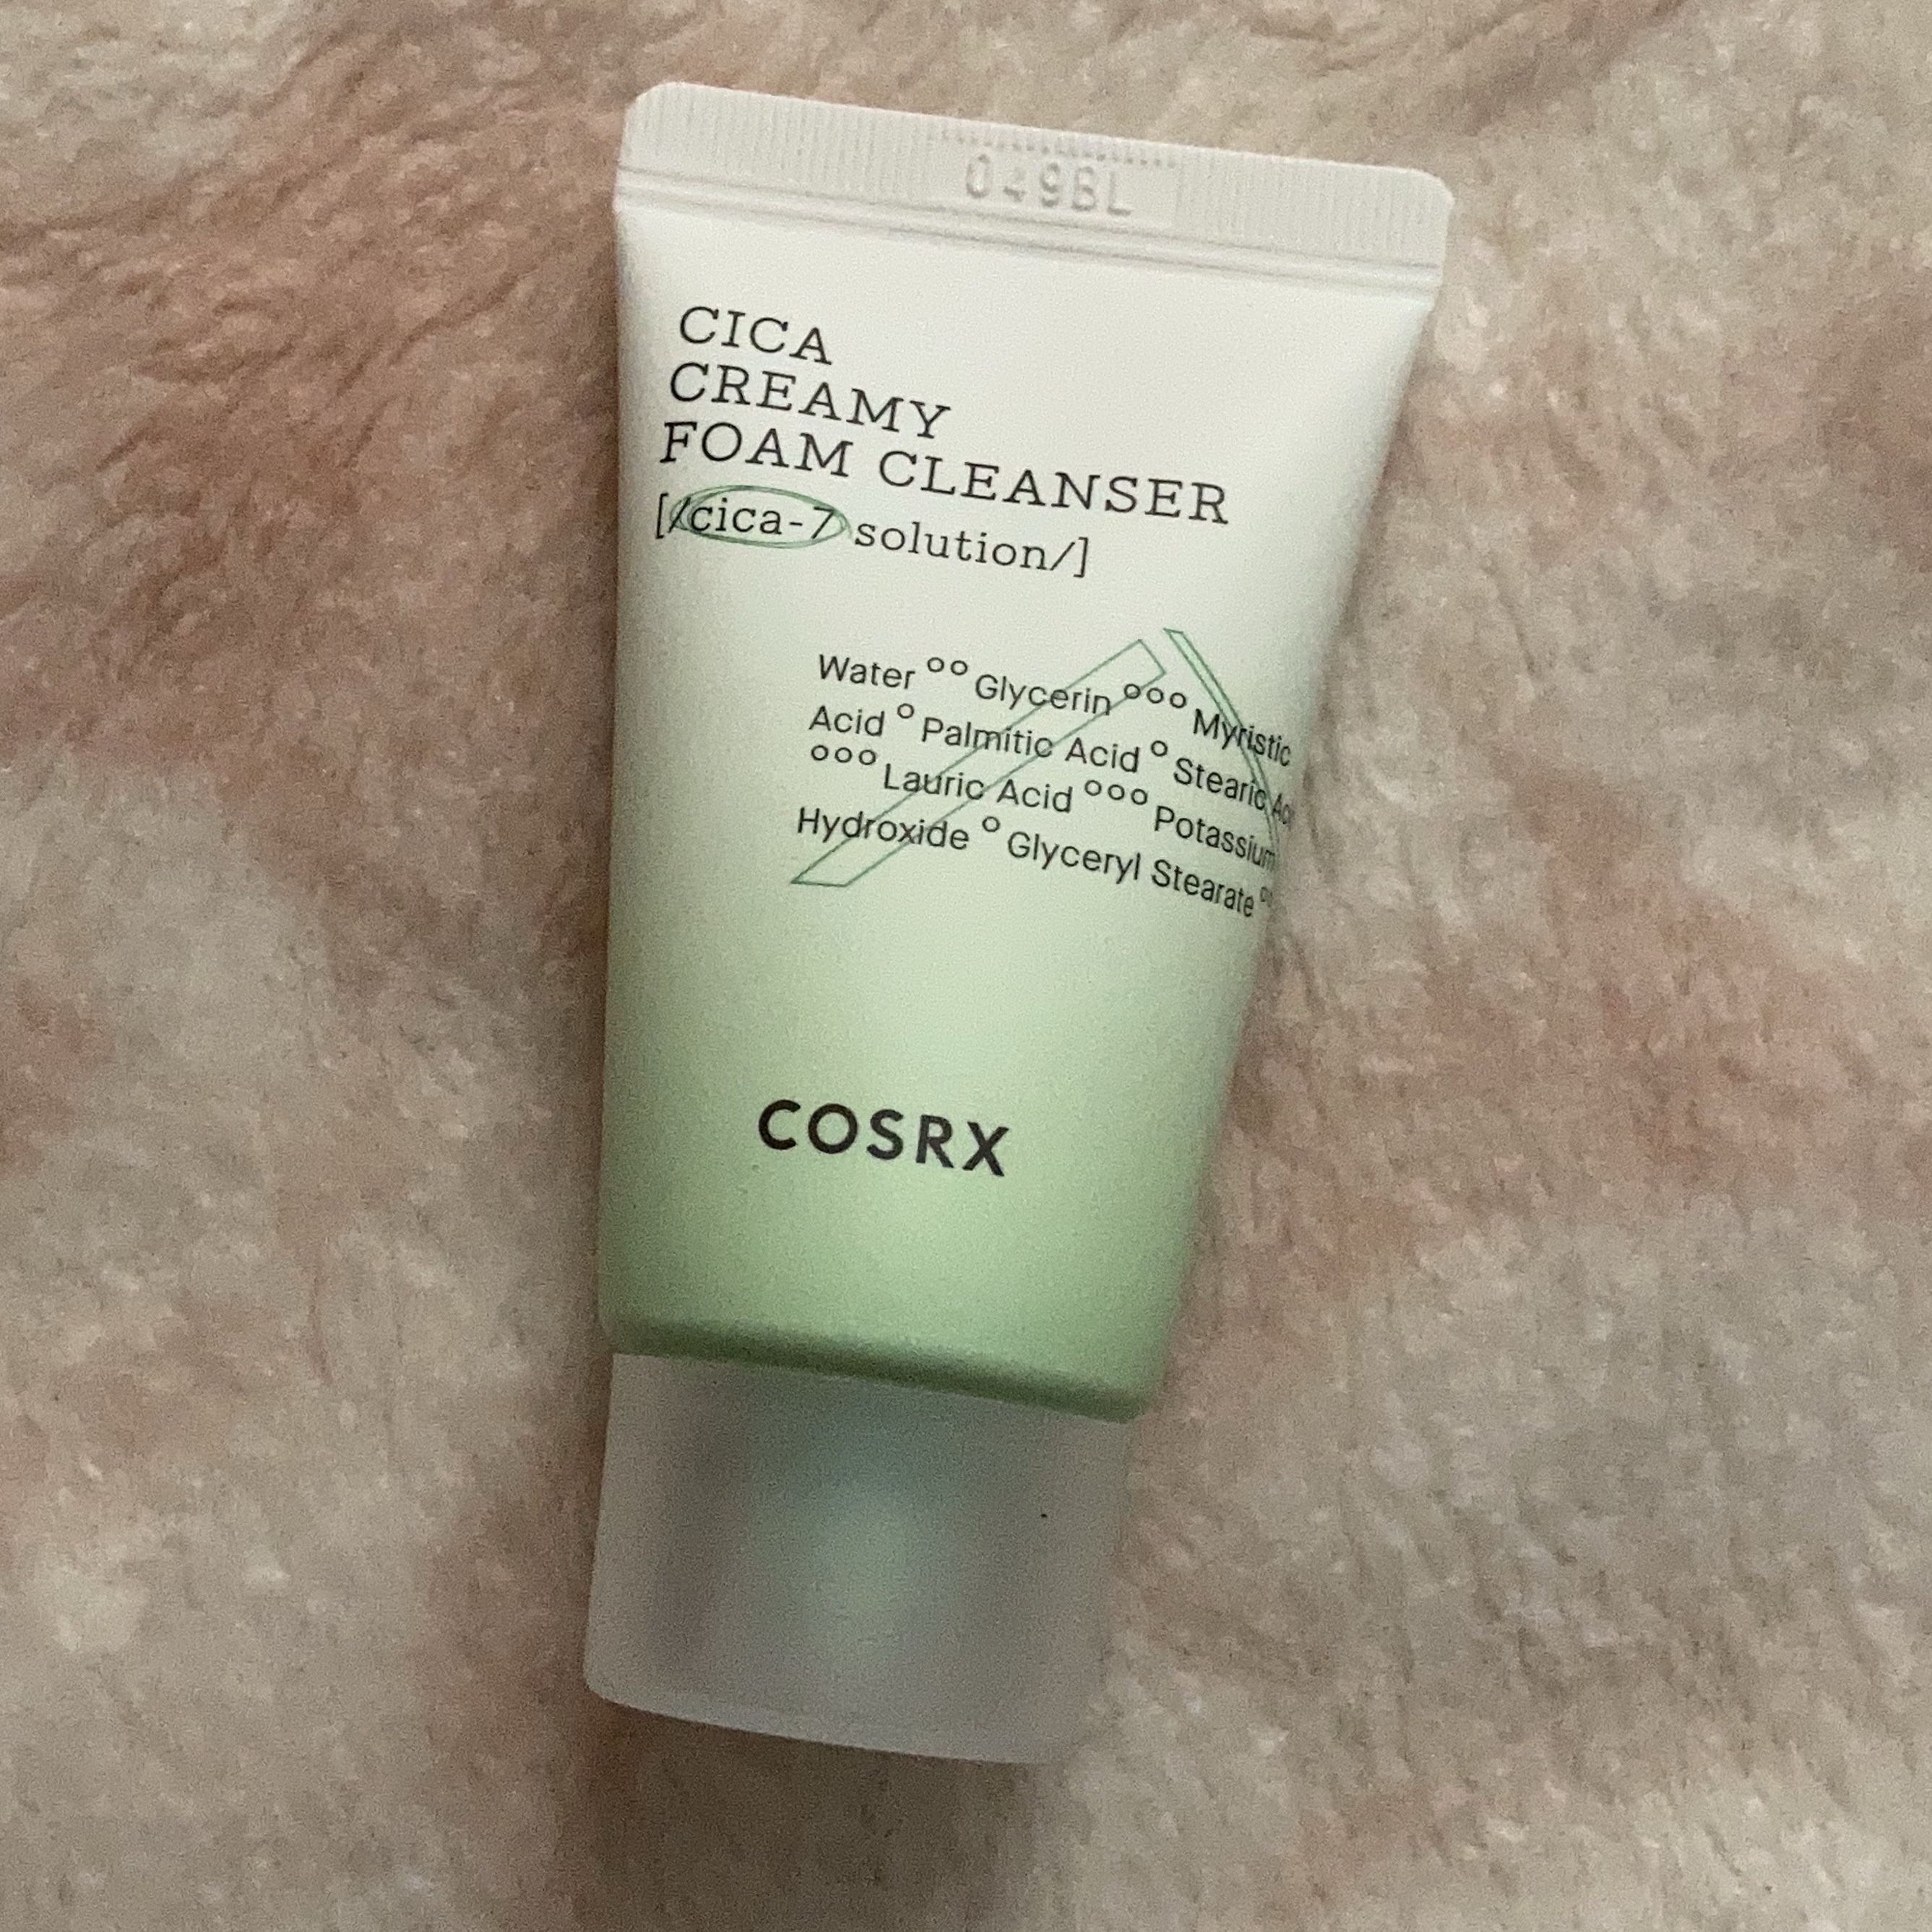 049BL
CICA
CREAMY
FOAM CLEANSER
[/cica-7 solution/]
Water °° Glycerin °°° Myristic
Acid ° Palmitic Acid ° Stearic
°°° Lauric Acid °°° Potassium
Hydroxide ° Glyceryl Stearate °°
COSRX